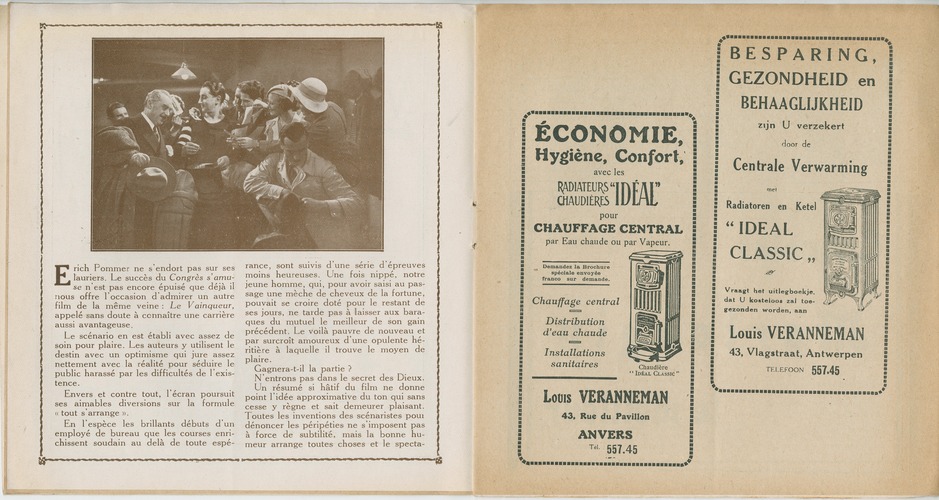 Erich Pommer ne s'endort pas sur ses
lauriers. Le succès du Congrès s'amu-
se n'est pas encore épuisé que déjà il
nous offre l'occasion d'admirer un autre
film de la même veine : Le Vainqueur,
appelé sans doute à connaître une carrière
aussi avantageuse.
Le scénario en est établi avec assez de
soin pour plaire. Les auteurs y utilisent le
destin avec un optimisme qui jure assez
nettement avec la réalité pour séduire le
public harassé par les difficultés de l'exis-
tence.
Envers et contre tout, l'écran poursuit
ses aimables diversions sur la formule
« tout s'arrange ».
En l'espèce les brillants débuts d'un
employé de bureau que les courses enri-
chissent soudain au delà de toute espé-
rance, sont suivis d'une série d'épreuves
moins heureuses. Une fois nippé, notre
jeune homme, qui, pour avoir saisi au pas-
sage une mèche de cheveux de la fortune,
pouvait se croire doté pour le restant de
ses jours, ne tarde pas à laisser aux bara-
ques du mutuel le meilleur de son gain
précédent. Le voilà pauvre de nouveau et
par surcroît amoureux d'une opulente hé-
ritière à laquelle il trouve le moyen de
plaire.
Gagnera-t-il la partie ?
N'entrons pas dans le secret des Dieux.
Un résumé si hâtif du film ne donne
point l'idée approximative du ton qui sans
cesse y règne et sait demeurer plaisant.
Toutes les inventions des scénaristes pour
dénoncer les péripéties ne s'imposent pas
à force de subtilité, mais la bonne hu-
meur arrange toutes choses et le specta-
ÉCONOMIE,
Hygiène, Confort,
avec les
RADIATEURS "IDÉAL"
CHAUDIÈRES
pour
CHAUFFAGE CENTRAL
par Eau chaude ou par Vapeur.
Demander la Brochure
spéciale envoyée
franco sur demande.
Chauffage central
Distribution
d'eau chaude
Installations
sanitaires
Chaudière
"IDEAL CLASSIC"
Louis VERANNEMAN
43, Rue du Pavillon
ANVERS
Tél. 557.45
BESPARING,
GEZONDHEID en
BEHAAGLIJKHEID
zijn U verzekert
door de
Centrale Verwarming
met
Radiatoren en Ketel
" IDEAL
CLASSIC „
Vraagt het uitlegboekje,
dat U kosteloos zal toe-
gezonden worden, aan
Louis VERANNEMAN
43, Vlagstraat, Antwerpen
TELEFOON 557.45